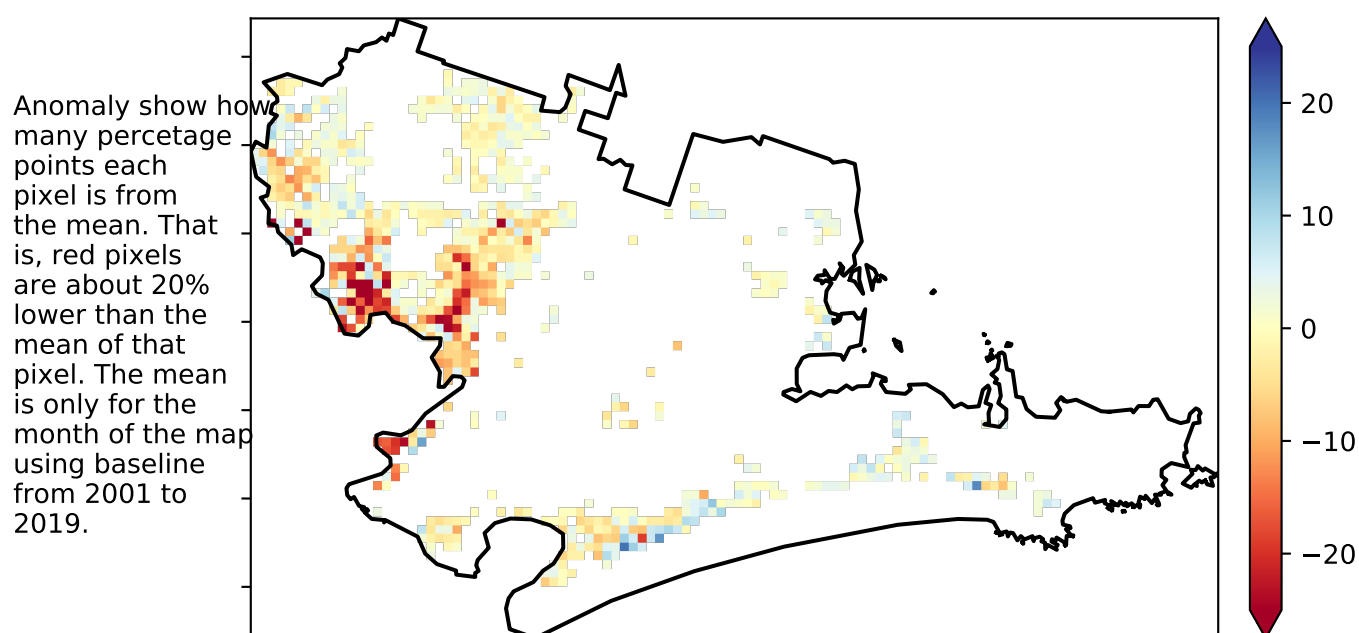 Anomaly show how
many percetage
points each
pixel is from
the mean. That
is, red pixels
are about 20%
lower than the
mean of that
pixel. The mean
is only for the
month of the map
using baseline
from 2001 to
2019.
20
10
0
−10
−20